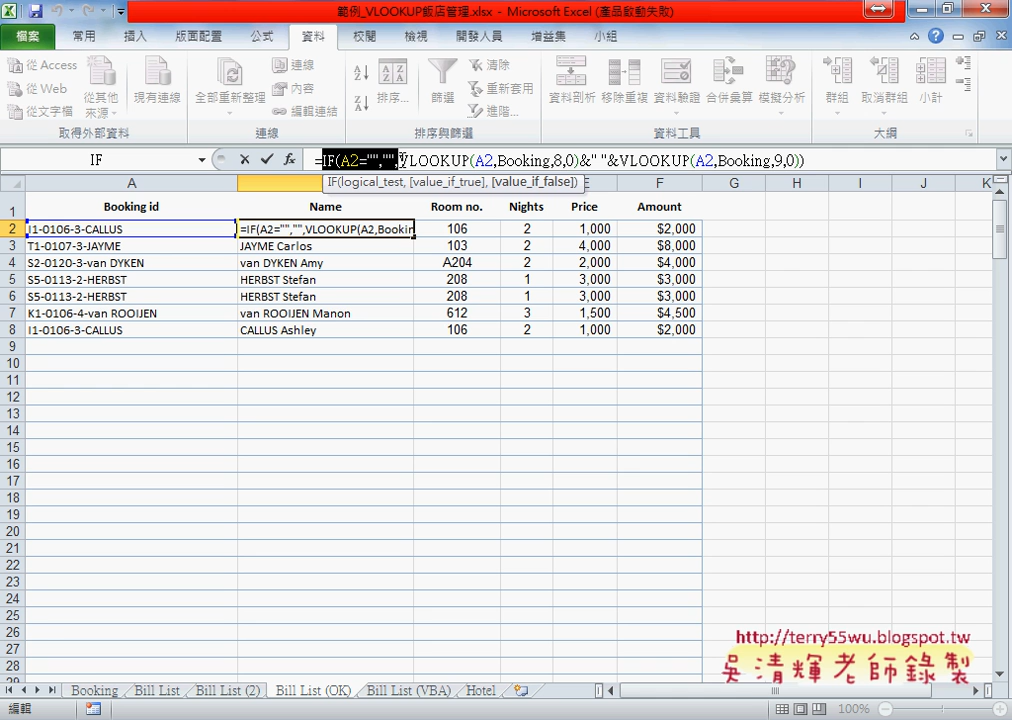 範例_VLOOKUP飯店管理.xlsx - Microsoft Excel (產品啟動失敗)
檔案 常用 插入 版面配置 公式 資料 校閱 檢視 開發人員 增益集 小組
從 Access 從 Web 從文字檔 從其他來源 現有連線 全部重新整理 連線 內容 編輯連結 排序... 篩選 清除 重新套用 進階... 資料剖析 移除重複 資料驗證 合併彙算 模擬分析 群組 取消群組 小計
取得外部資料 連線 排序與篩選 資料工具 大綱
IF fx =IF(A2="","",VLOOKUP(A2,Booking,8,0)&" "&VLOOKUP(A2,Booking,9,0))
IF(logical_test, [value_if_true], [value_if_false])
A E F G H I J K
1 Booking id Name Room no. Nights Price Amount
2 I1-0106-3-CALLUS =IF(A2="","",VLOOKUP(A2,Bookin 106 2 1,000 $2,000
3 T1-0107-3-JAYME JAYME Carlos 103 2 4,000 $8,000
4 S2-0120-3-van DYKEN van DYKEN Amy A204 2 2,000 $4,000
5 S5-0113-2-HERBST HERBST Stefan 208 1 3,000 $3,000
6 S5-0113-2-HERBST HERBST Stefan 208 1 3,000 $3,000
7 K1-0106-4-van ROOIJEN van ROOIJEN Manon 612 3 1,500 $4,500
8 I1-0106-3-CALLUS CALLUS Ashley 106 2 1,000 $2,000
9
10
11
12
13
14
15
16
17
18
19
20
21
22
23
24
25
26
27
28
29
http://terry55wu.blogspot.tw
吳清輝老師錄製
Booking Bill List Bill List (2) Bill List (OK) Bill List (VBA) Hotel
編輯 100%